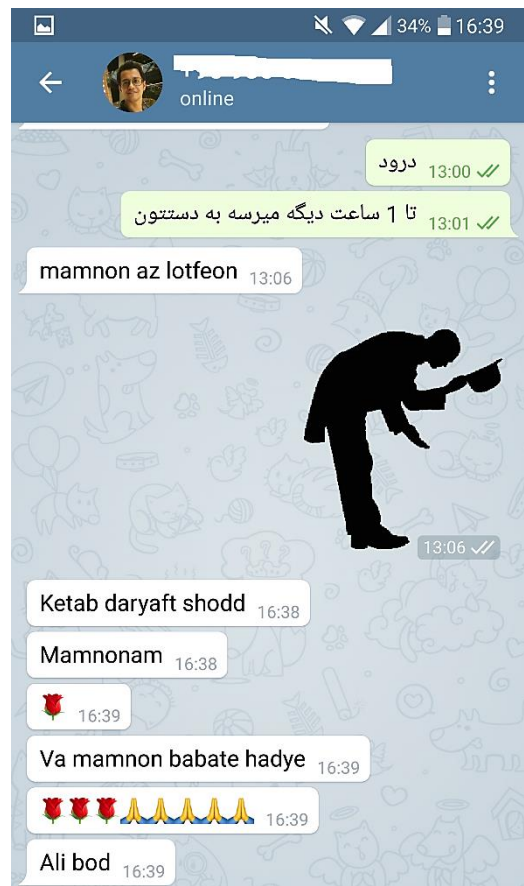 34% 16:39
online
درود 13:00
تا 1 ساعت دیگه میرسه به دستتون 13:01
mamnon az lotfeon 13:06
13:06
Ketab daryaft shodd 16:38
Mamnonam 16:38
🌹 16:39
Va mamnon babate hadye 16:39
🌹🌹🌹🙏🙏🙏🙏🙏 16:39
Ali bod 16:39